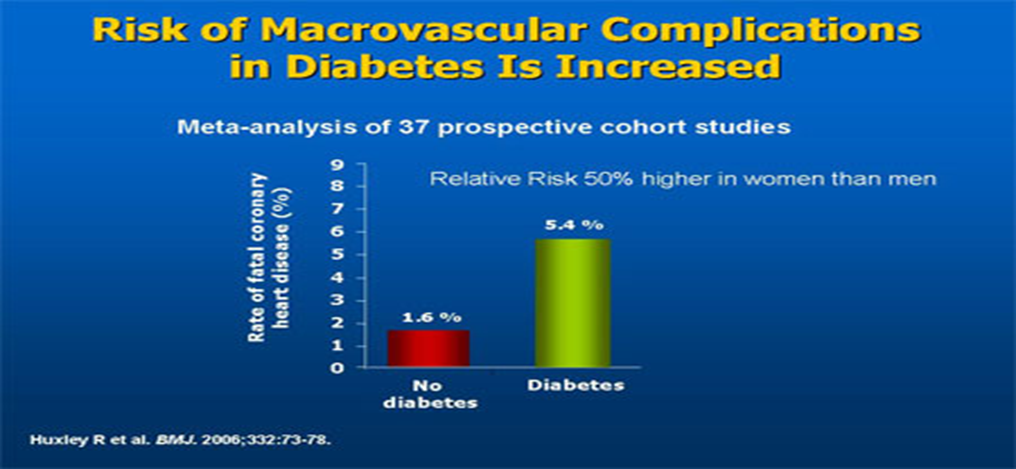 Risk of Macrovascular Complications
in Diabetes Is Increased
Meta-analysis of 37 prospective cohort studies
Relative Risk 50% higher in women than men
Rate of fatal coronary
heart disease (%)
9
8
7
6
5
4
3
2
1
0
1.6 %
5.4 %
No
diabetes
Diabetes
Huxley R et al. BMJ. 2006;332:73-78.